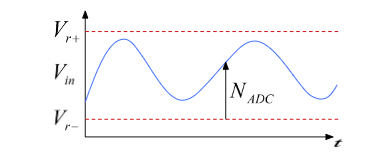 V_{r+}
V_{in}
N_{ADC}
V_{r-}
t